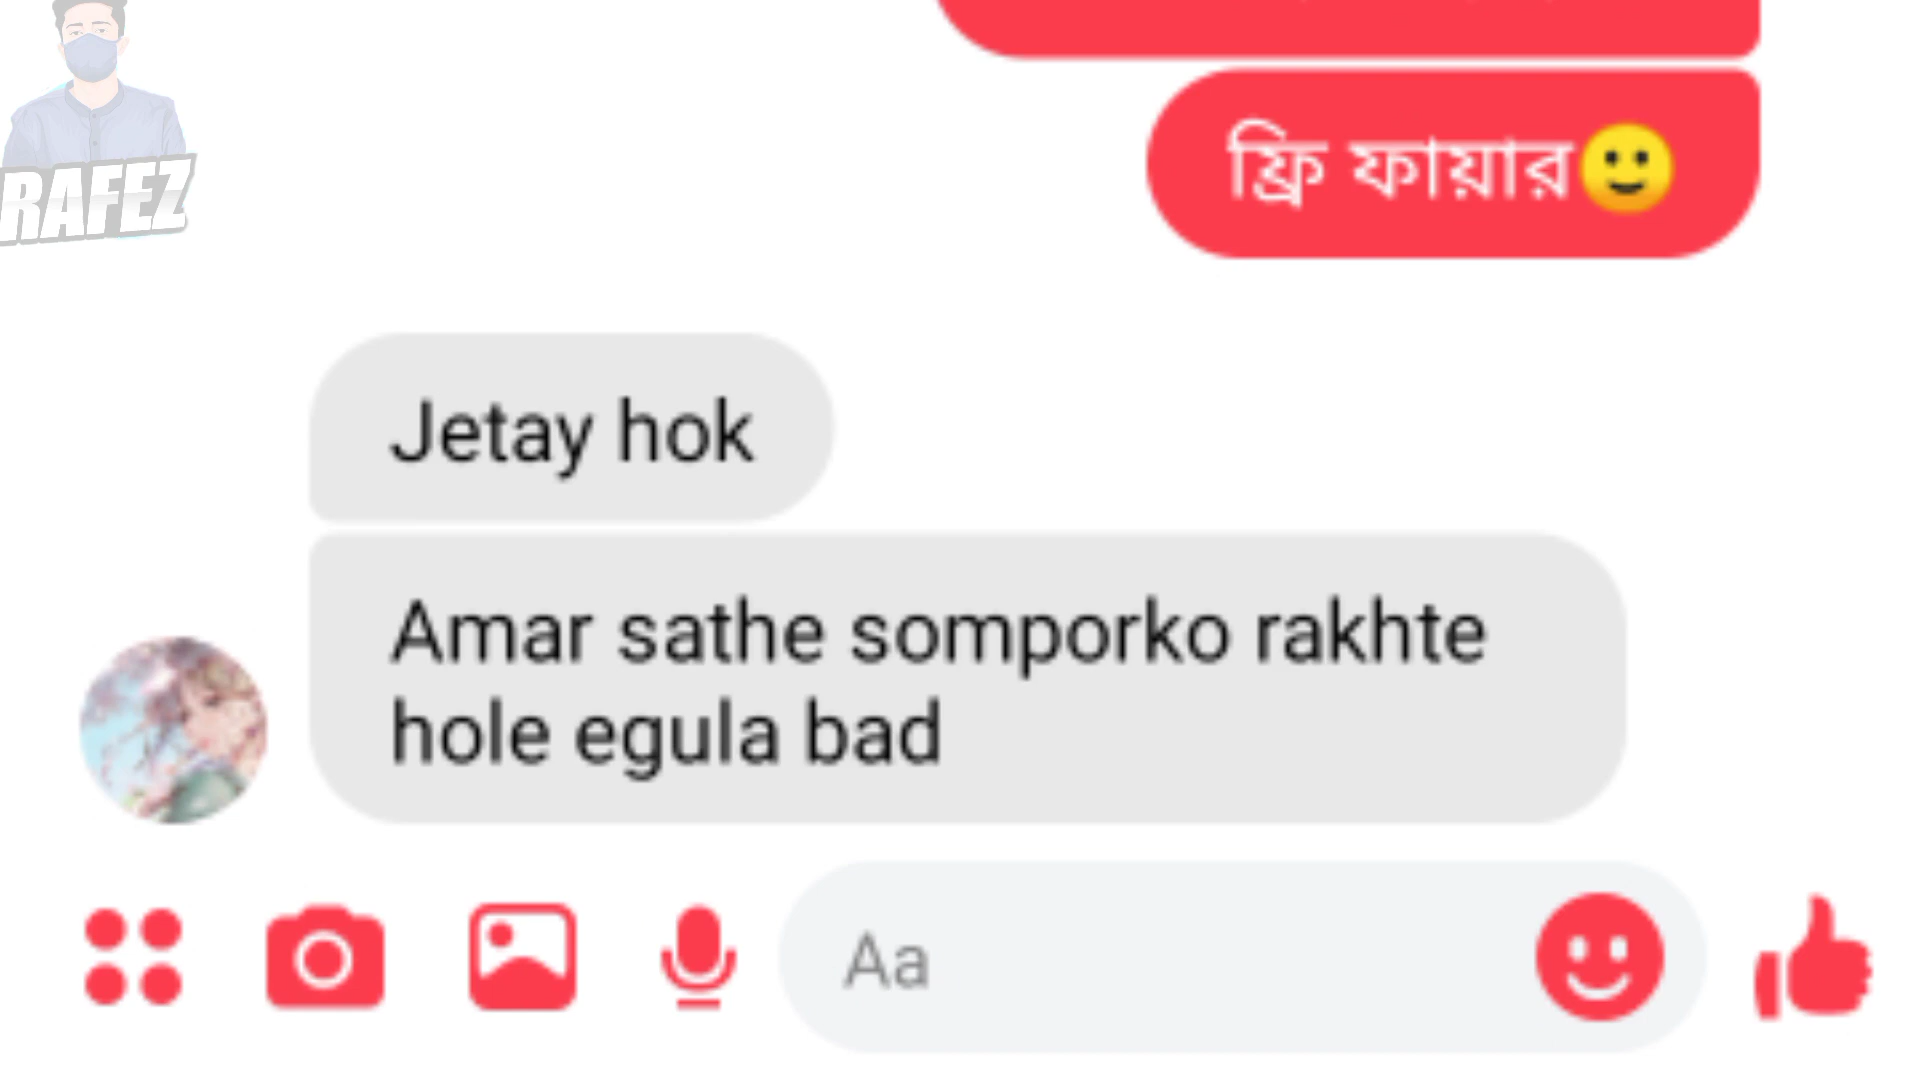 ফ্রি ফায়ার🙂
RAFEZ
Jetay hok
Amar sathe somporko rakhte
hole egula bad
Aa